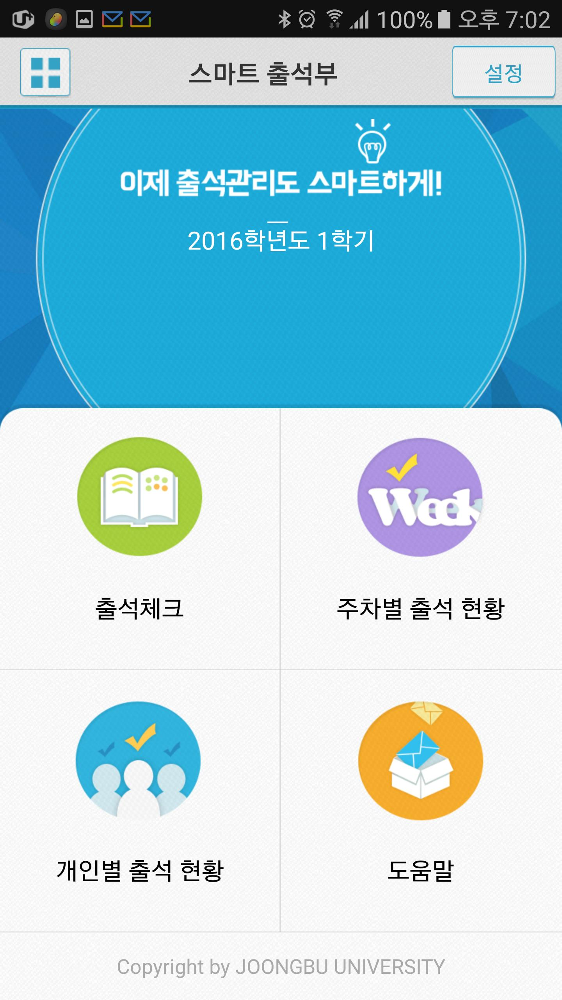 U+
100% 오후 7:02
스마트 출석부
설정
이제 출석관리도 스마트하게!
2016학년도 1학기
Week
출석체크
주차별 출석 현황
개인별 출석 현황
도움말
Copyright by JOONGBU UNIVERSITY